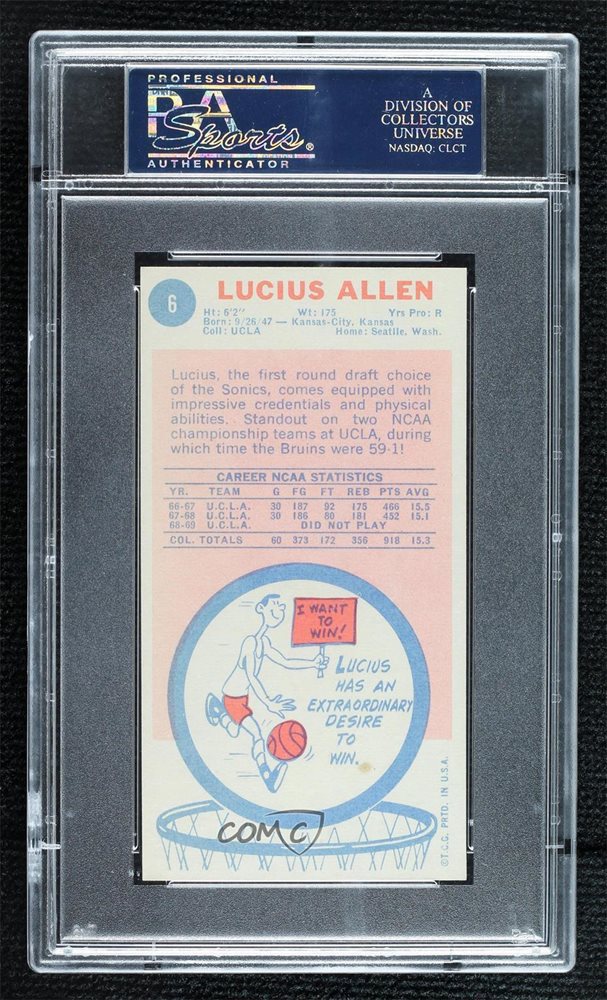 PROFESSIONAL
PSA
Sports®
AUTHENTICATOR
A
DIVISION OF
COLLECTORS
UNIVERSE
NASDAQ: CLCT
6
LUCIUS ALLEN
Ht: 6'2" Wt: 175 Yrs Pro: R
Born: 9/26/47 — Kansas-City, Kansas
Coll: UCLA Home: Seatlle, Wash.
Lucius, the first round draft choice
of the Sonics, comes equipped with
impressive credentials and physical
abilities. Standout on two NCAA
championship teams at UCLA, during
which time the Bruins were 59-1!
CAREER NCAA STATISTICS
YR. TEAM G FG FT REB PTS AVG
66-67 U.C.L.A. 30 187 92 175 466 15.5
67-68 U.C.L.A. 30 186 80 181 452 15.1
68-69 U.C.L.A. DID NOT PLAY
COL. TOTALS 60 373 172 356 918 15.3
I WANT
TO
WIN!
LUCIUS
HAS AN
EXTRAORDINARY
DESIRE
TO
WIN.
©T.C.G. PRTD. IN U.S.A.
COMC